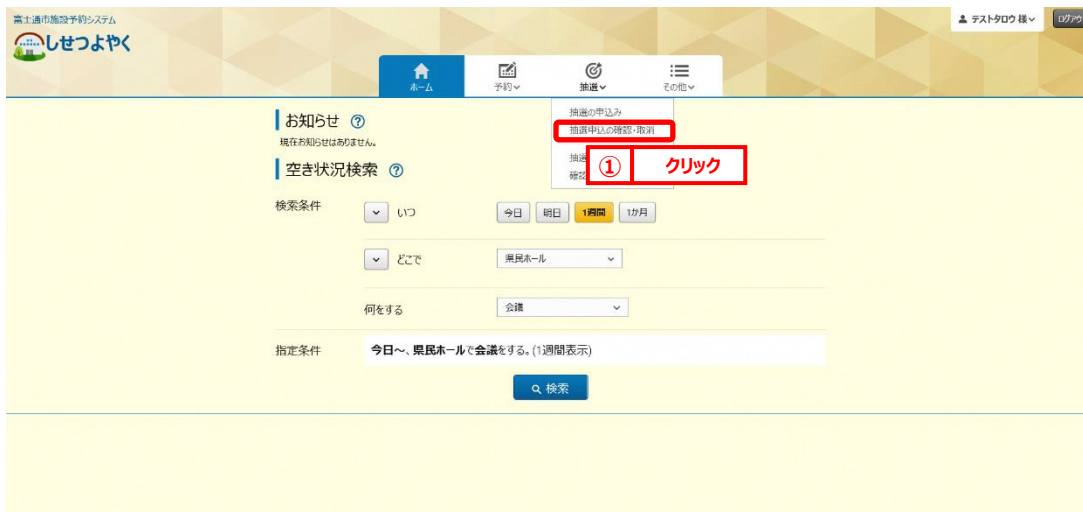 富士通市施設予約システム
しせつよやく
テストタロウ 様
ログアウ
ホーム
予約
抽選
その他
抽選の申込み
抽選申込の確認・取消
抽選
確認
① クリック
お知らせ ?
現在お知らせはありません。
空き状況検索 ?
検索条件
いつ
今日 明日 1週間 1か月
どこで
県民ホール
何をする
会議
指定条件
今日〜、県民ホールで会議をする。(1週間表示)
検索